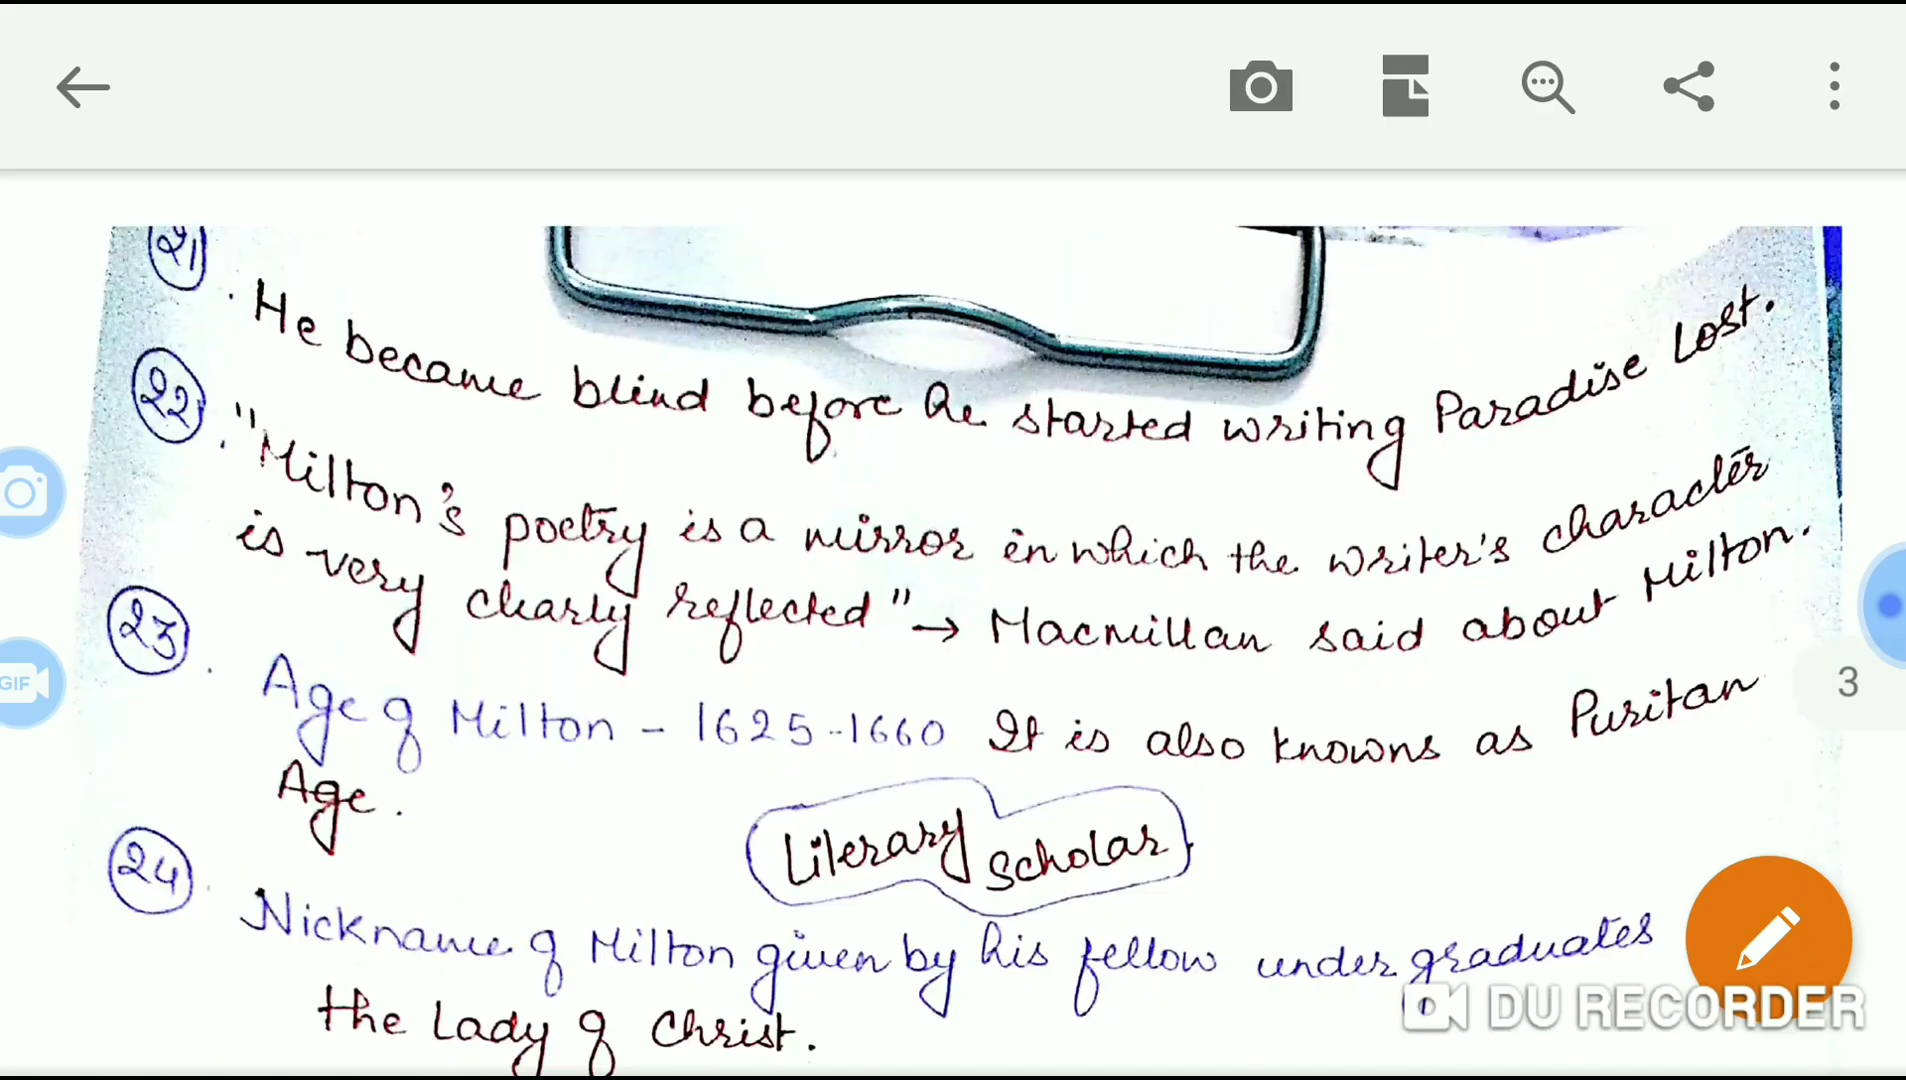 21
. He became blind before he started writing Paradise Lost.
22
. "Milton's poetry is a mirror in which the writer's character
is very clearly reflected" → Macmillan said about Milton.
23
. Age of Milton - 1625-1660 It is also knowns as Puritan
Age.
3
Literary Scholar
24
. Nickname of Milton given by his fellow undergraduates
the Lady of Christ.
GIF
DU RECORDER